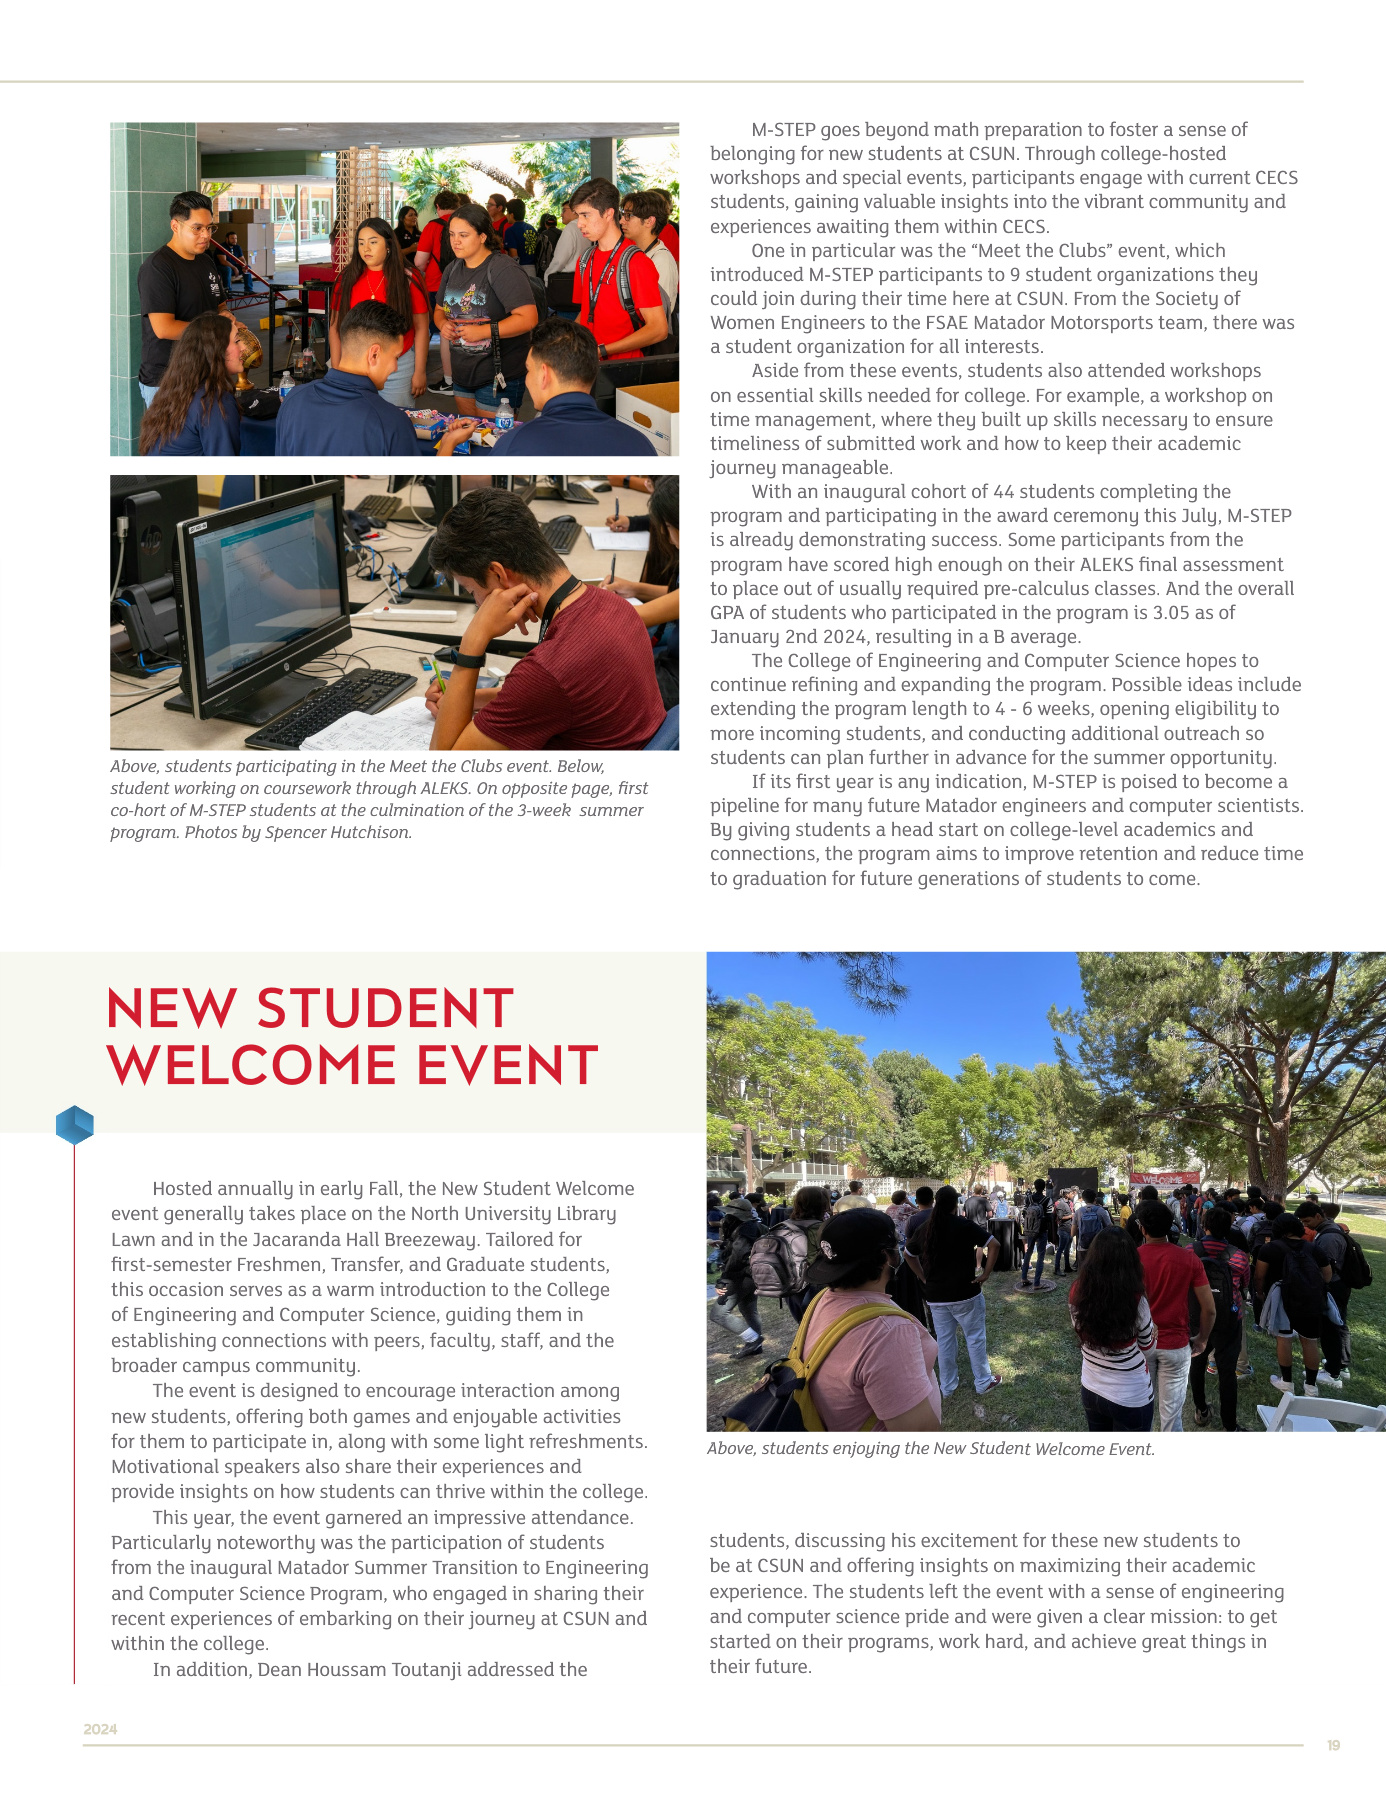 Above, students participating in the Meet the Clubs event. Below,
student working on coursework through ALEKS. On opposite page, first
co-hort of M-STEP students at the culmination of the 3-week summer
program. Photos by Spencer Hutchison.
M-STEP goes beyond math preparation to foster a sense of
belonging for new students at CSUN. Through college-hosted
workshops and special events, participants engage with current CECS
students, gaining valuable insights into the vibrant community and
experiences awaiting them within CECS.
One in particular was the “Meet the Clubs” event, which
introduced M-STEP participants to 9 student organizations they
could join during their time here at CSUN. From the Society of
Women Engineers to the FSAE Matador Motorsports team, there was
a student organization for all interests.
Aside from these events, students also attended workshops
on essential skills needed for college. For example, a workshop on
time management, where they built up skills necessary to ensure
timeliness of submitted work and how to keep their academic
journey manageable.
With an inaugural cohort of 44 students completing the
program and participating in the award ceremony this July, M-STEP
is already demonstrating success. Some participants from the
program have scored high enough on their ALEKS final assessment
to place out of usually required pre-calculus classes. And the overall
GPA of students who participated in the program is 3.05 as of
January 2nd 2024, resulting in a B average.
The College of Engineering and Computer Science hopes to
continue refining and expanding the program. Possible ideas include
extending the program length to 4 - 6 weeks, opening eligibility to
more incoming students, and conducting additional outreach so
students can plan further in advance for the summer opportunity.
If its first year is any indication, M-STEP is poised to become a
pipeline for many future Matador engineers and computer scientists.
By giving students a head start on college-level academics and
connections, the program aims to improve retention and reduce time
to graduation for future generations of students to come.
NEW STUDENT
WELCOME EVENT
Hosted annually in early Fall, the New Student Welcome
event generally takes place on the North University Library
Lawn and in the Jacaranda Hall Breezeway. Tailored for
first-semester Freshmen, Transfer, and Graduate students,
this occasion serves as a warm introduction to the College
of Engineering and Computer Science, guiding them in
establishing connections with peers, faculty, staff, and the
broader campus community.
The event is designed to encourage interaction among
new students, offering both games and enjoyable activities
for them to participate in, along with some light refreshments.
Motivational speakers also share their experiences and
provide insights on how students can thrive within the college.
This year, the event garnered an impressive attendance.
Particularly noteworthy was the participation of students
from the inaugural Matador Summer Transition to Engineering
and Computer Science Program, who engaged in sharing their
recent experiences of embarking on their journey at CSUN and
within the college.
In addition, Dean Houssam Toutanji addressed the
WELCOME
Above, students enjoying the New Student Welcome Event.
students, discussing his excitement for these new students to
be at CSUN and offering insights on maximizing their academic
experience. The students left the event with a sense of engineering
and computer science pride and were given a clear mission: to get
started on their programs, work hard, and achieve great things in
their future.
2024
19